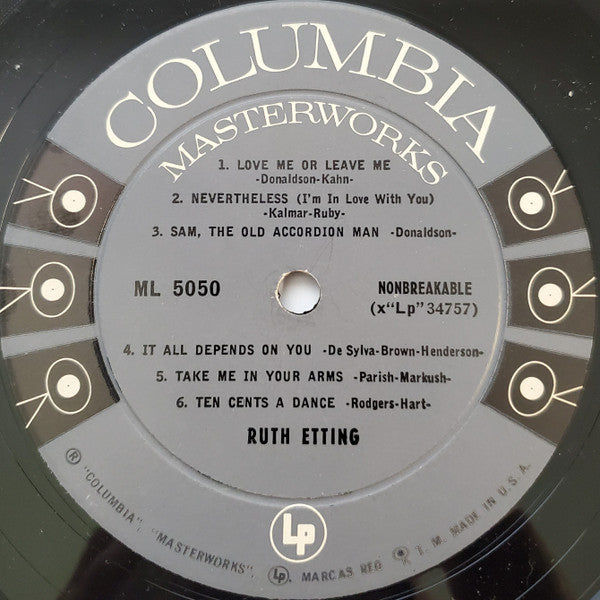 COLUMBIA
MASTERWORKS
1. LOVE ME OR LEAVE ME
-Donaldson-Kahn-
2. NEVERTHELESS (I'm In Love With You)
-Kalmar-Ruby-
3. SAM, THE OLD ACCORDION MAN -Donaldson-
ML 5050
NONBREAKABLE
(x"Lp" 34757)
4. IT ALL DEPENDS ON YOU -De Sylva-Brown-Henderson-
5. TAKE ME IN YOUR ARMS -Parish-Markush-
6. TEN CENTS A DANCE -Rodgers-Hart-
RUTH ETTING
LP
® "COLUMBIA", "MASTERWORKS", Lp, MARCAS REG ® T. M. MADE IN U. S. A.